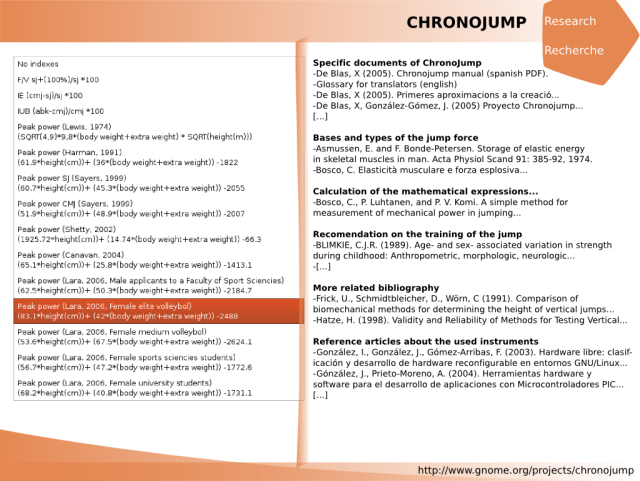 CHRONOJUMP
Research
Recherche
No indexes
F/V sj+(100%)/sj *100
IE (cmj-sj)/sj *100
IUB (abk-cmj)/cmj *100
Peak power (Lewis, 1974)
(SQRT(4,9)*9,8*(body weight+extra weight) * SQRT(height(m)))
Peak power (Harman, 1991)
(61.9*height(cm))+ (36*(body weight+extra weight)) -1822
Peak power SJ (Sayers, 1999)
(60.7*height(cm))+ (45.3*(body weight+extra weight)) -2055
Peak power CMJ (Sayers, 1999)
(51.9*height(cm))+ (48.9*(body weight+extra weight)) -2007
Peak power (Shetty, 2002)
(1925.72*height(cm))+ (14.74*(body weight+extra weight)) -66.3
Peak power (Canavan, 2004)
(65.1*height(cm))+ (25.8*(body weight+extra weight)) -1413.1
Peak power (Lara, 2006, Male applicants to a Faculty of Sport Sciencies)
(62.5*height(cm))+ (50.3*(body weight+extra weight)) -2184.7
Peak power (Lara, 2006, Female elite volleybol)
(83.1*height(cm))+ (42*(body weight+extra weight)) -2488
Peak power (Lara, 2006, Female medium volleybol)
(53.6*height(cm))+ (67.5*(body weight+extra weight)) -2624.1
Peak power (Lara, 2006, Female sports sciencies students)
(56.7*height(cm))+ (47.2*(body weight+extra weight)) -1772.6
Peak power (Lara, 2006, Female university students)
(68.2*height(cm))+ (40.8*(body weight+extra weight)) -1731.1
Specific documents of ChronoJump
-De Blas, X (2005). Chronojump manual (spanish PDF).
-Glossary for translators (english)
-De Blas, X (2005). Primeres aproximacions a la creació...
-De Blas, X, González-Gómez, J. (2005) Proyecto Chronojump...
[...]
Bases and types of the jump force
-Asmussen, E. and F. Bonde-Petersen. Storage of elastic energy
in skeletal muscles in man. Acta Physiol Scand 91: 385-92, 1974.
-Bosco, C. Elasticità musculare e forza esplosiva...
Calculation of the mathematical expressions...
-Bosco, C., P. Luhtanen, and P. V. Komi. A simple method for
measurement of mechanical power in jumping...
Recomendation on the training of the jump
-BLIMKIE, C.J.R. (1989). Age- and sex- associated variation in strength
during childhood: Anthropometric, morphologic, neurologic...
-[...]
More related bibliography
-Frick, U., Schmidtbleicher, D., Wörn, C (1991). Comparison of
biomechanical methods for determining the height of vertical jumps...
-Hatze, H. (1998). Validity and Reliability of Methods for Testing Vertical...
Reference articles about the used instruments
-González, I., González, J., Gómez-Arribas, F. (2003). Hardware libre: clasif-
icación y desarrollo de hardware reconfigurable en entornos GNU/Linux...
-Gónzález, J., Prieto-Moreno, A. (2004). Herramientas hardware y
software para el desarrollo de aplicaciones con Microcontroladores PIC...
[...]
http://www.gnome.org/projects/chronojump